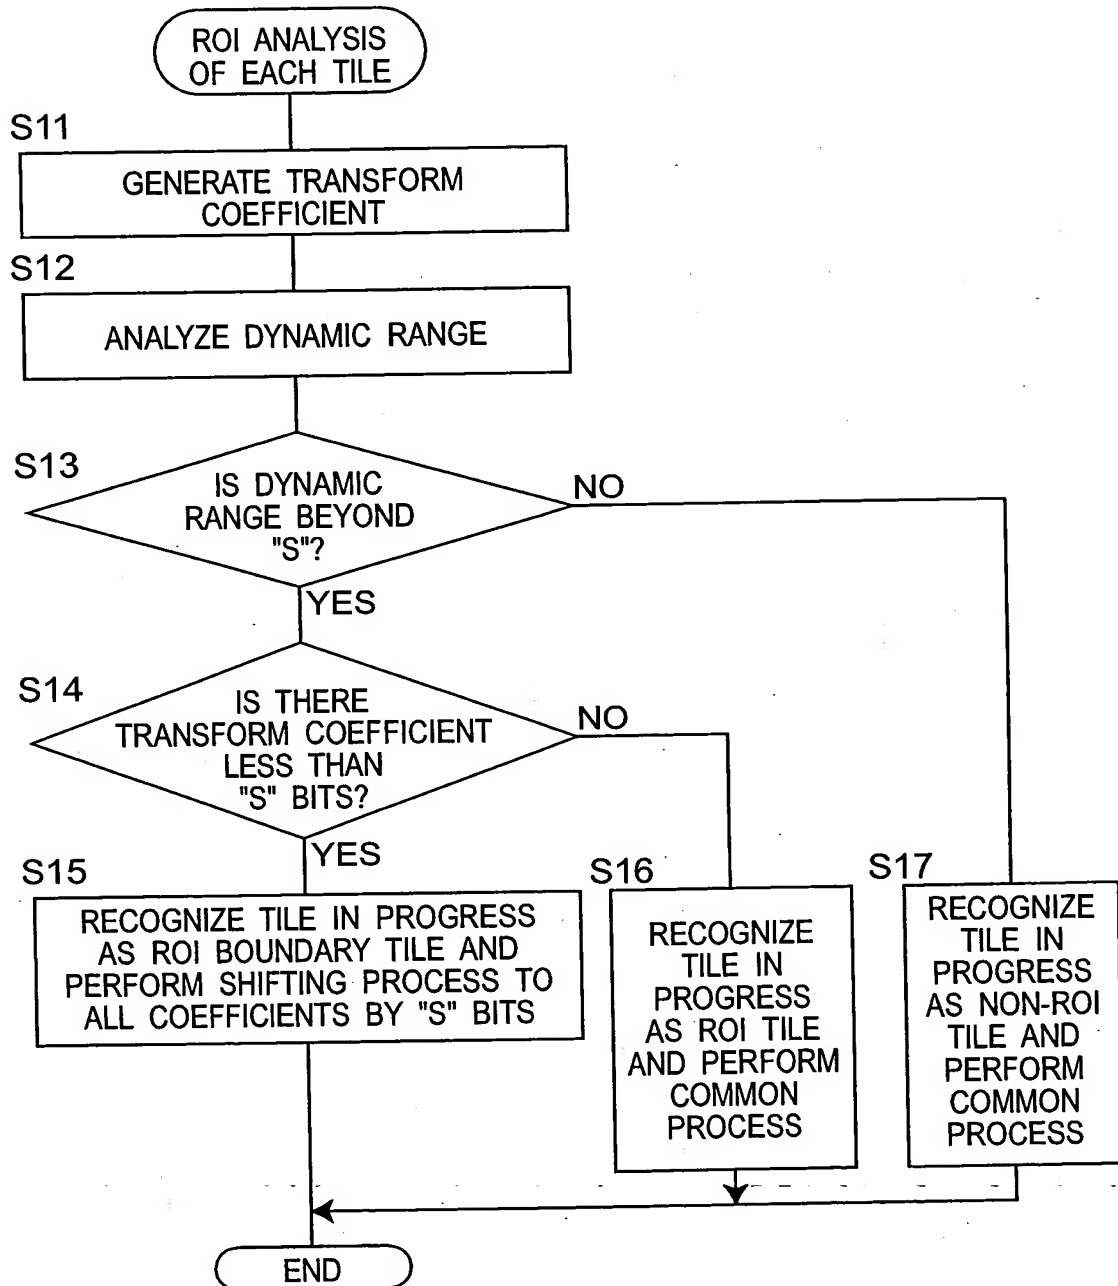 ROI ANALYSIS
OF EACH TILE
S11
GENERATE TRANSFORM
COEFFICIENT
S12
ANALYZE DYNAMIC RANGE
S13
IS DYNAMIC
RANGE BEYOND
"S"?
NO
YES
S14
IS THERE
TRANSFORM COEFFICIENT
LESS THAN
"S" BITS?
NO
YES
S15
RECOGNIZE TILE IN PROGRESS
AS ROI BOUNDARY TILE AND
PERFORM SHIFTING PROCESS TO
ALL COEFFICIENTS BY "S" BITS
S16
RECOGNIZE
TILE IN
PROGRESS
AS ROI TILE
AND PERFORM
COMMON
PROCESS
S17
RECOGNIZE
TILE IN
PROGRESS
AS NON-ROI
TILE AND
PERFORM
COMMON
PROCESS
END